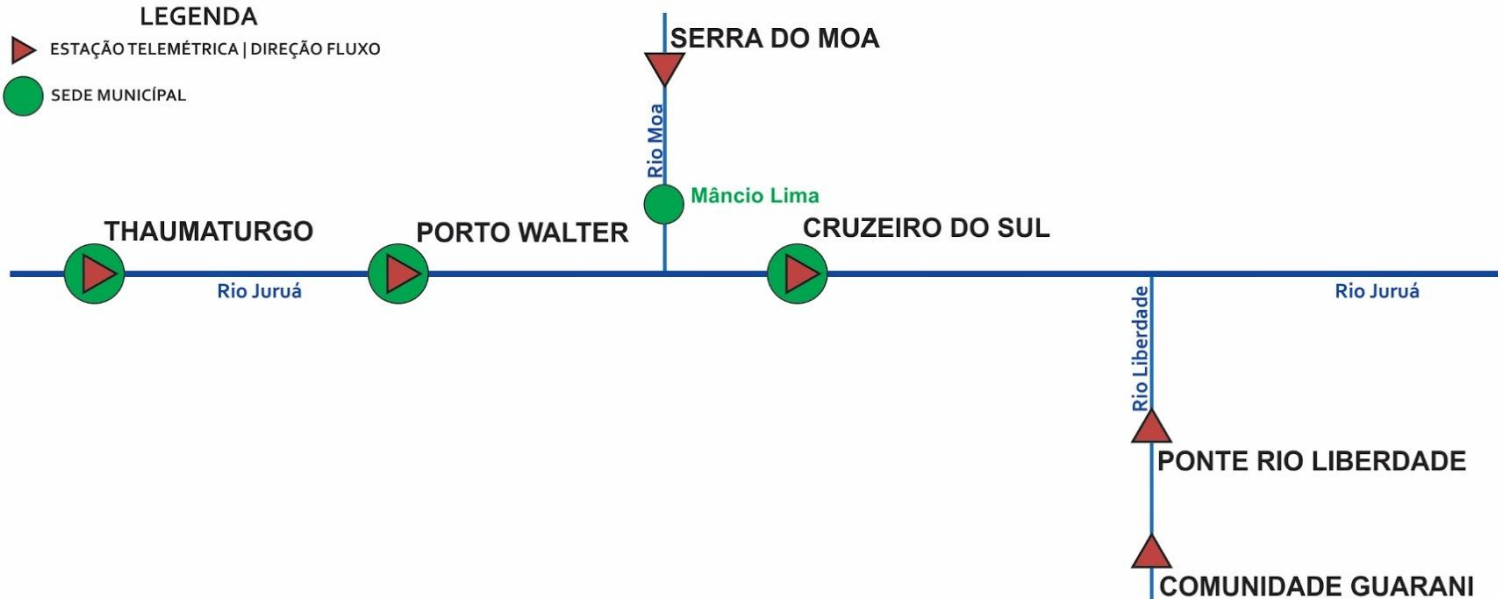 LEGENDA
ESTAÇÃO TELEMÉTRICA | DIREÇÃO FLUXO
SEDE MUNICÍPAL
SERRA DO MOA
Rio Moa
Mâncio Lima
THAUMATURGO
PORTO WALTER
CRUZEIRO DO SUL
Rio Juruá
Rio Juruá
Rio Liberdade
PONTE RIO LIBERDADE
COMUNIDADE GUARANI